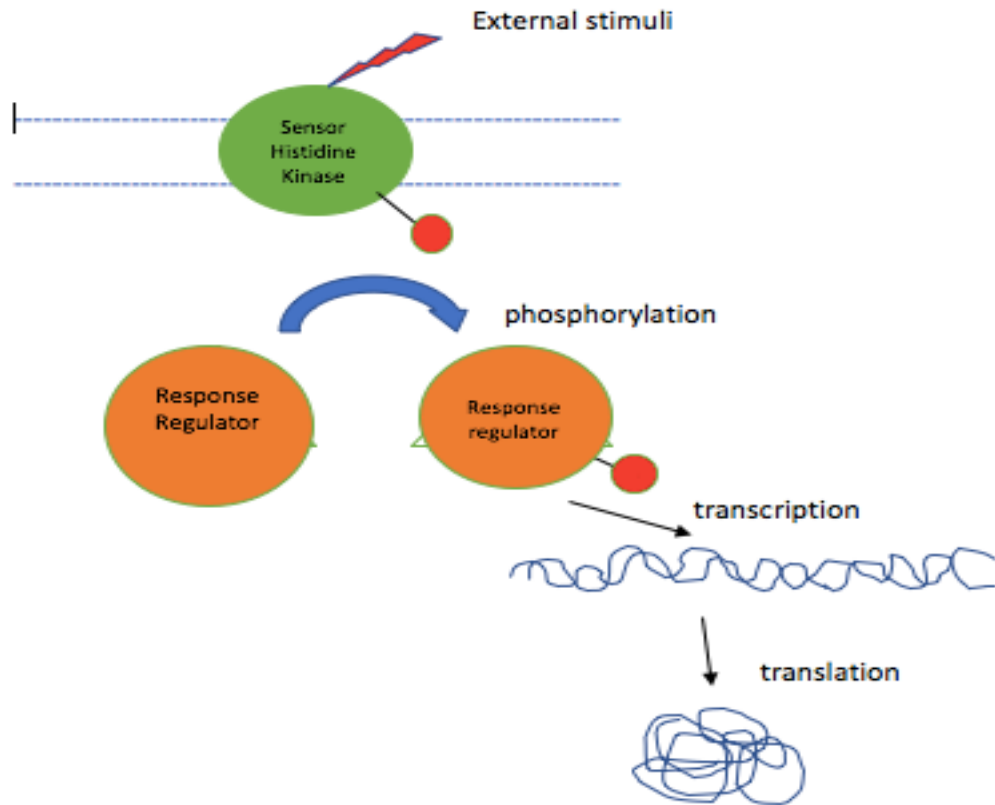 External stimuli
Sensor
Histidine
Kinase
phosphorylation
Response
Regulator
Response
regulator
transcription
translation